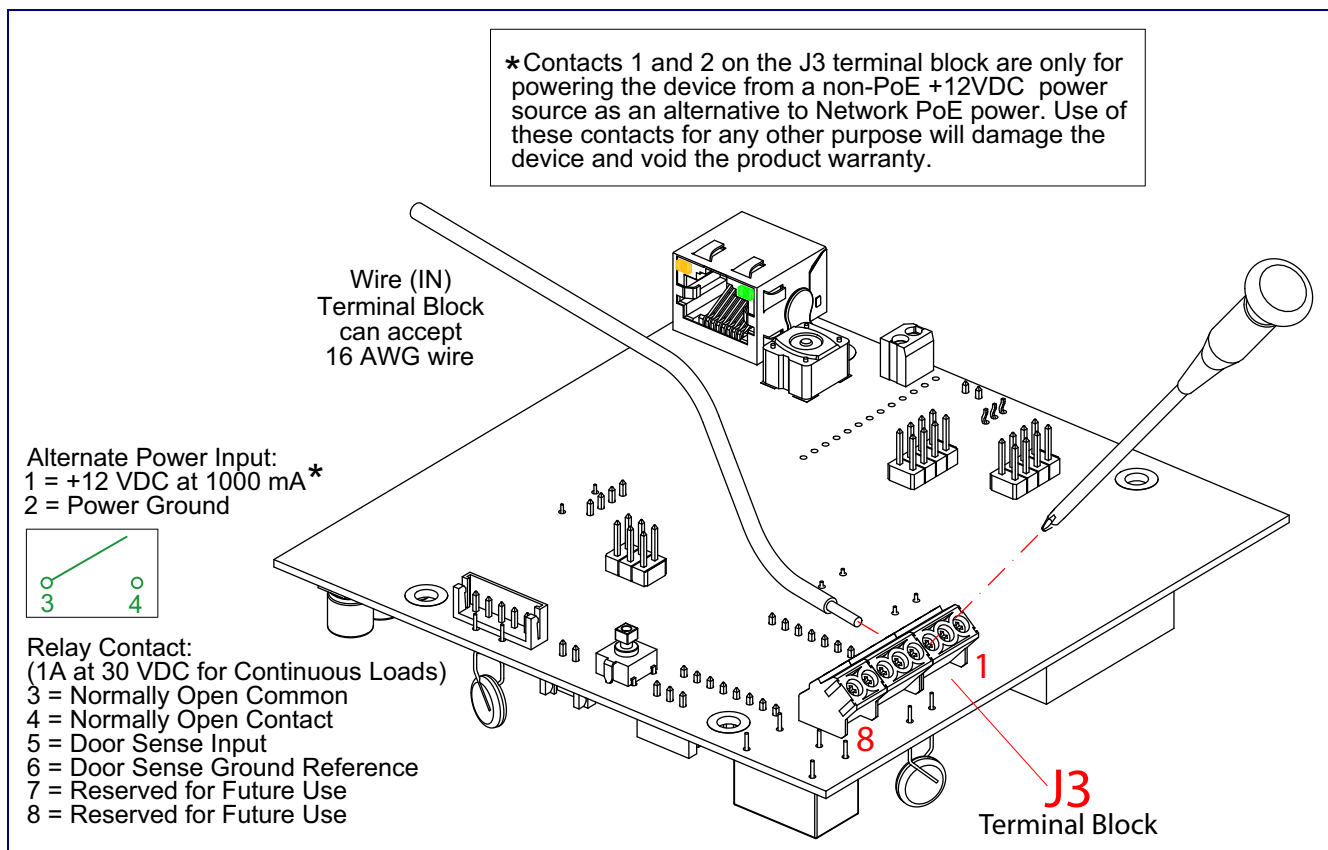 *Contacts 1 and 2 on the J3 terminal block are only for
powering the device from a non-PoE +12VDC power
source as an alternative to Network PoE power. Use of
these contacts for any other purpose will damage the
device and void the product warranty.
Wire (IN)
Terminal Block
can accept
16 AWG wire
Alternate Power Input:
1 = +12 VDC at 1000 mA*
2 = Power Ground
3 4
Relay Contact:
(1A at 30 VDC for Continuous Loads)
3 = Normally Open Common
4 = Normally Open Contact
5 = Door Sense Input
6 = Door Sense Ground Reference
7 = Reserved for Future Use
8 = Reserved for Future Use
1
8
J3
Terminal Block